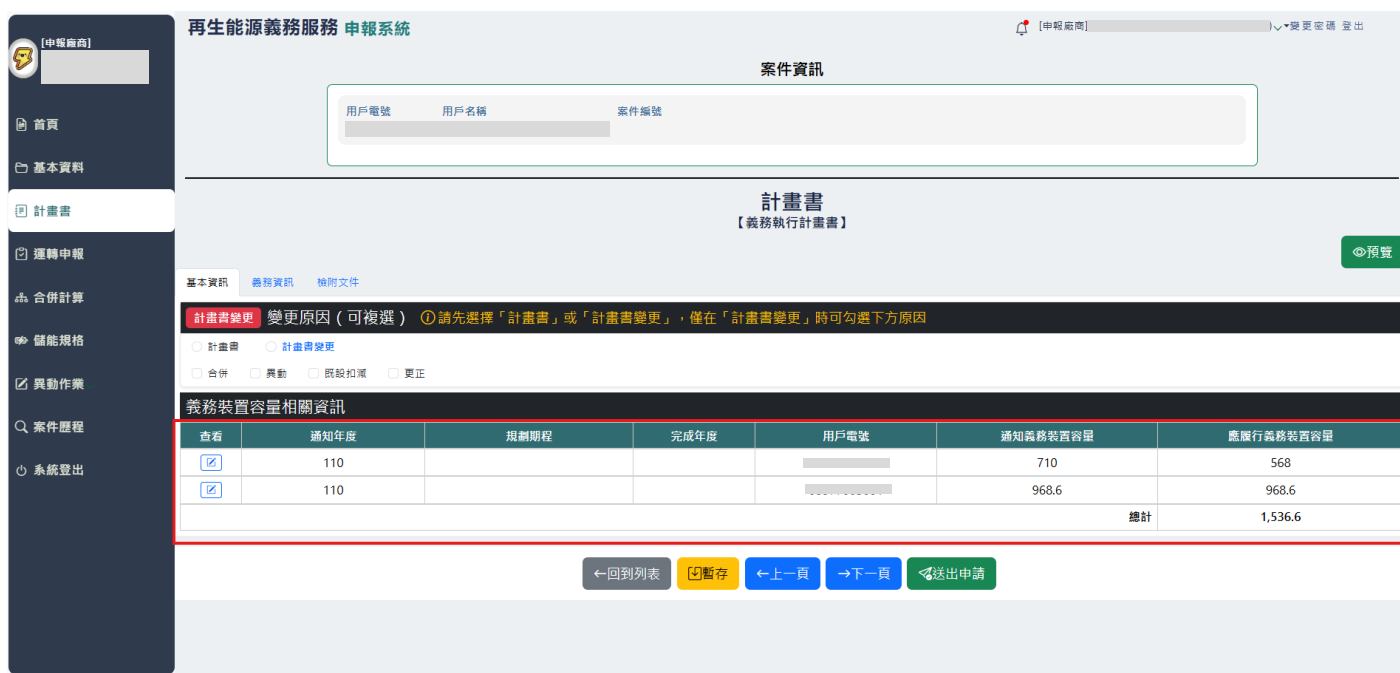 再生能源義務服務 申報系統
[申報廠商] 變更密碼 登出
[申報廠商]
首頁
基本資料
計畫書
運轉申報
合併計算
儲能規格
異動作業
案件歷程
系統登出
案件資訊
用戶電號 用戶名稱 案件編號
計畫書
【義務執行計畫書】
預覽
基本資訊 義務資訊 檢附文件
計畫書變更 變更原因(可複選) 請先選擇「計畫書」或「計畫書變更」,僅在「計畫書變更」時可勾選下方原因
計畫書 計畫書變更
合併 異動 既設扣減 更正
義務裝置容量相關資訊
查看 通知年度 規劃期程 完成年度 用戶電號 通知義務裝置容量 應履行義務裝置容量
110 710 568
110 968.6 968.6
總計 1,536.6
←回到列表 暫存 ←上一頁 →下一頁 送出申請